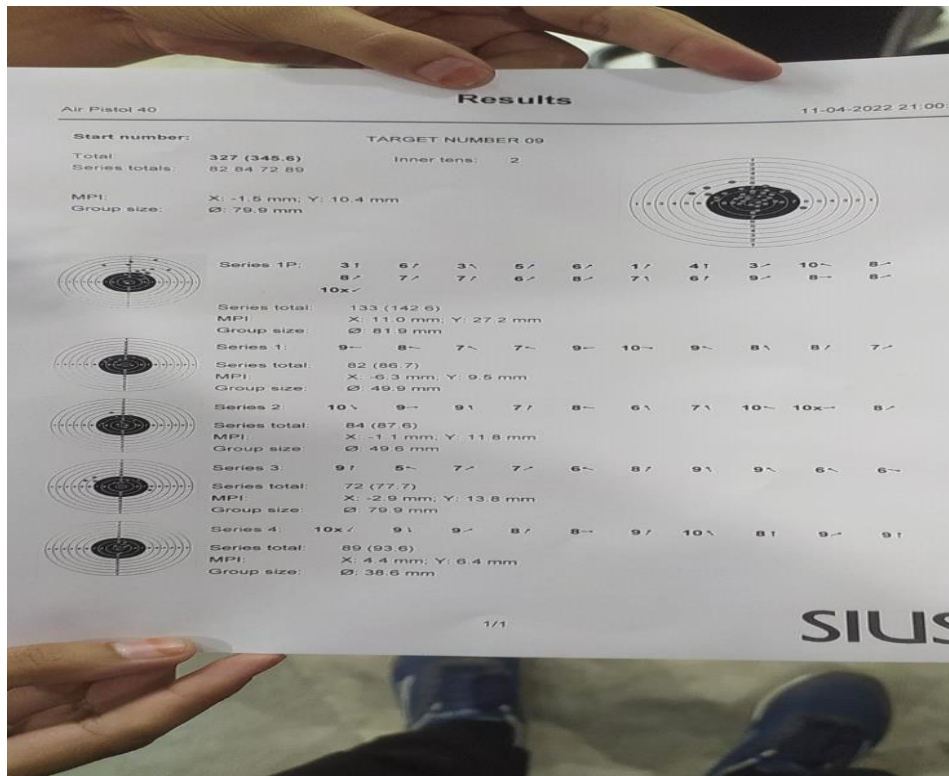 Results
Air Pistol 40 11-04-2022 21:00
Start number: TARGET NUMBER 09
Total: 327 (345.6) Inner tens: 2
Series totals: 82 84 72 89
MPI: X: -1.5 mm; Y: 10.4 mm
Group size: Ø: 79.9 mm
Series 1P: 3 6 3 5 6 1 4 3 10 8
8 7 7 6 8 7 6 9 8 8
10x
Series total: 133 (142.6)
MPI: X: 11.0 mm; Y: 27.2 mm
Group size: Ø: 81.9 mm
Series 1: 9 8 7 7 9 10 9 8 8 7
Series total: 82 (86.7)
MPI: X: -6.3 mm; Y: 9.5 mm
Group size: Ø: 49.9 mm
Series 2: 10 9 9 7 8 6 7 10 10x 8
Series total: 84 (87.6)
MPI: X: -1.1 mm; Y: 11.8 mm
Group size: Ø: 49.6 mm
Series 3: 9 5 7 7 6 8 9 9 6 6
Series total: 72 (77.7)
MPI: X: -2.9 mm; Y: 13.8 mm
Group size: Ø: 79.9 mm
Series 4: 10x 9 9 8 8 9 10 8 9 9
Series total: 89 (93.6)
MPI: X: 4.4 mm; Y: 6.4 mm
Group size: Ø: 38.6 mm
1/1
SIUS